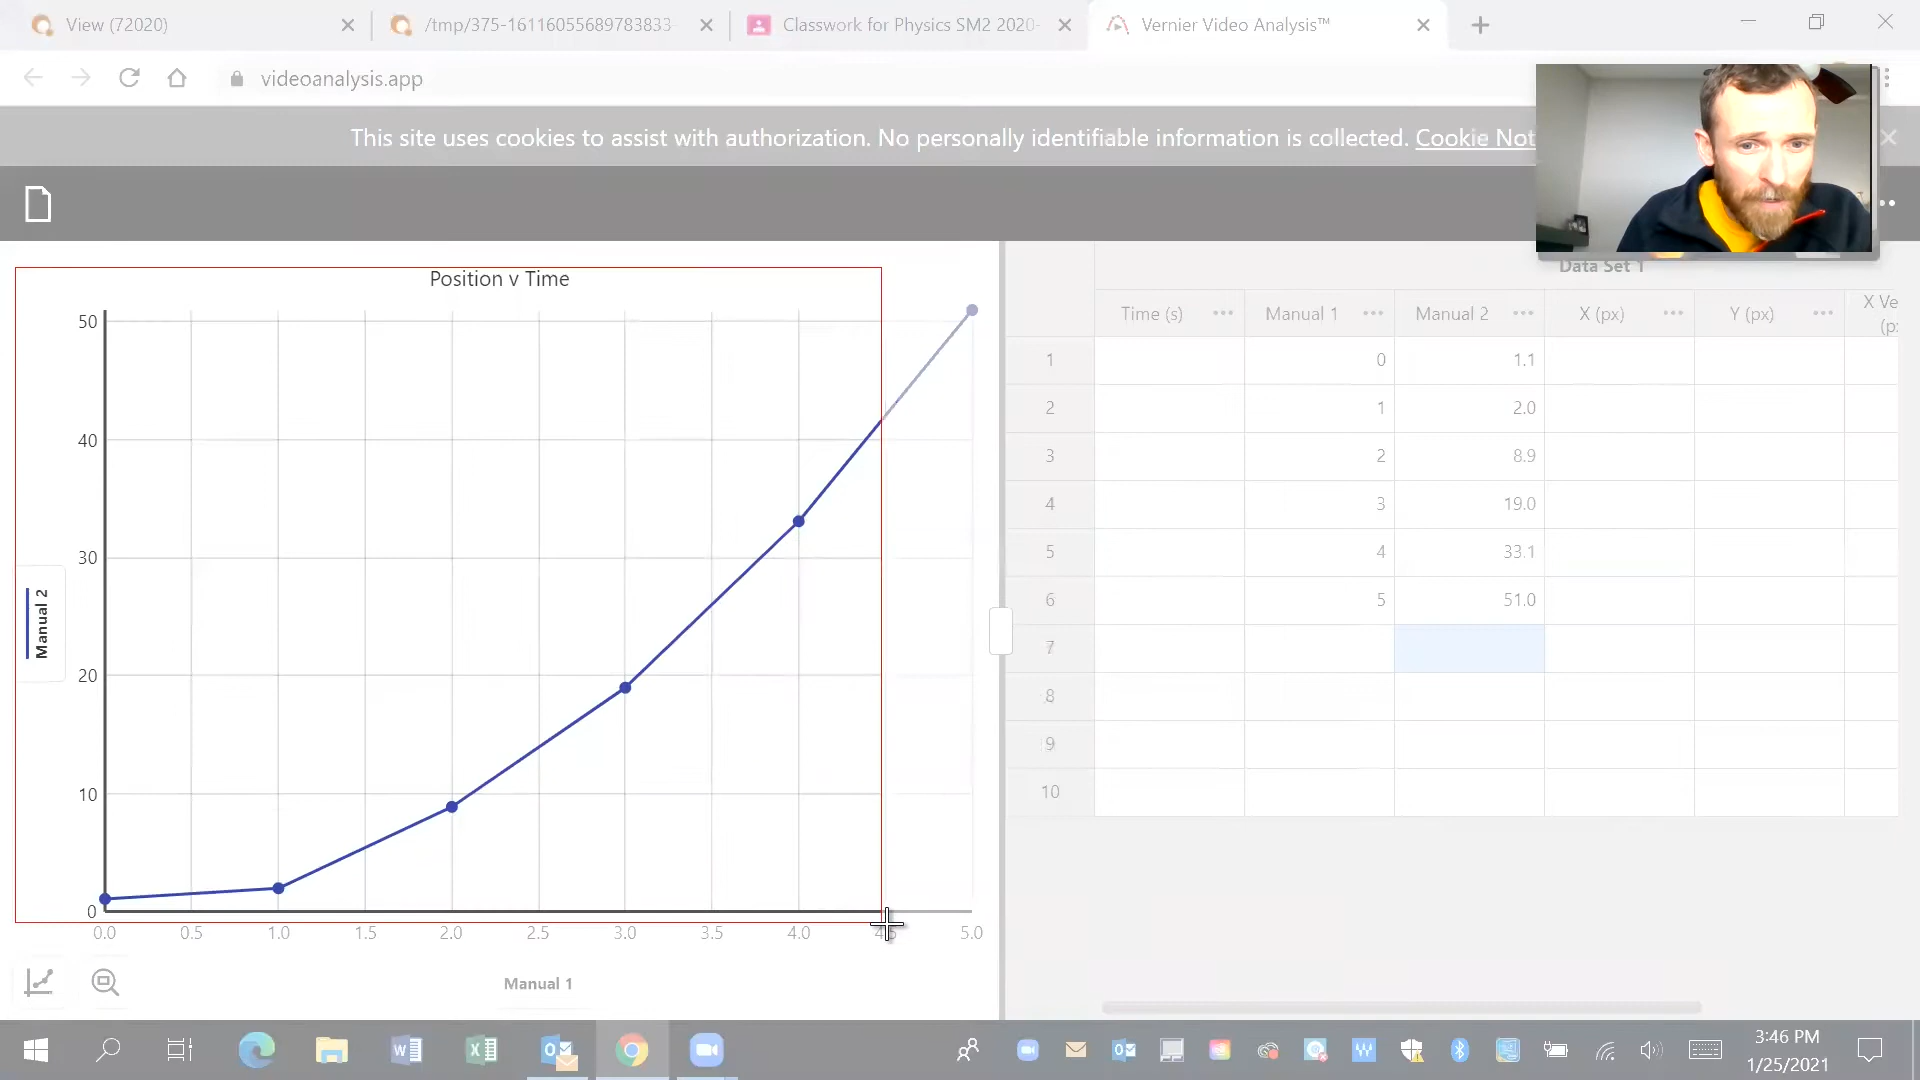 View (72020)
/tmp/375-16116055689783833-
Classwork for Physics SM2 2020-
Vernier Video Analysis™
videoanalysis.app
This site uses cookies to assist with authorization. No personally identifiable information is collected. Cookie Not
Position v Time
50
40
30
20
10
0
Manual 2
0.0 0.5 1.0 1.5 2.0 2.5 3.0 3.5 4.0 5.0
Manual 1
Data Set 1
Time (s) Manual 1 Manual 2 X (px) Y (px) X Ve
1 0 1.1
2 1 2.0
3 2 8.9
4 3 19.0
5 4 33.1
6 5 51.0
7
8
9
10
3:46 PM
1/25/2021